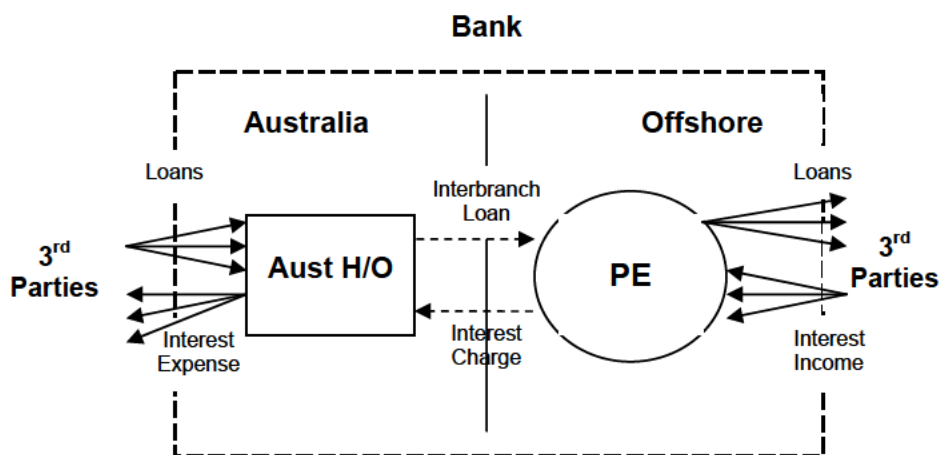 Bank
Australia
Offshore
Loans
Interbranch
Loan
Loans
3rd
Parties
Aust H/O
PE
3rd
Parties
Interest
Expense
Interest
Charge
Interest
Income